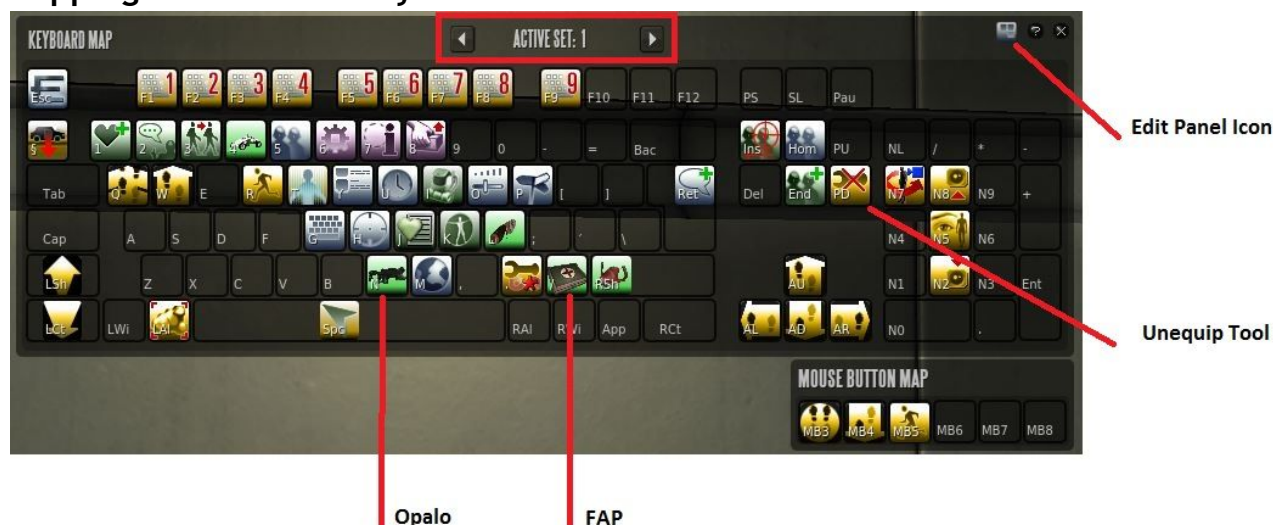 KEYBOARD MAP
ACTIVE SET: 1
?
Esc F1 1 F2 2 F3 3 F4 4 F5 5 F6 6 F7 7 F8 8 F9 9 F10 F11 F12 PS SL Pau
§ 1 2 3 4 5 6 7 8 9 0 - = Bac Ins Hom PU NL / * -
Tab Q W E R T Y U I O P [ ] Ret Del End PD N7 N8 N9 +
Cap A S D F G H J K L ; ´ \ N4 N5 N6
LSh Z X C V B N M , . RSh AU N1 N2 N3 Ent
LCt LWi LAl Spc RAl RWi App RCt AL AD AR N0 .
MOUSE BUTTON MAP
MB3 MB4 MB5 MB6 MB7 MB8
Edit Panel Icon
Unequip Tool
Opalo
FAP